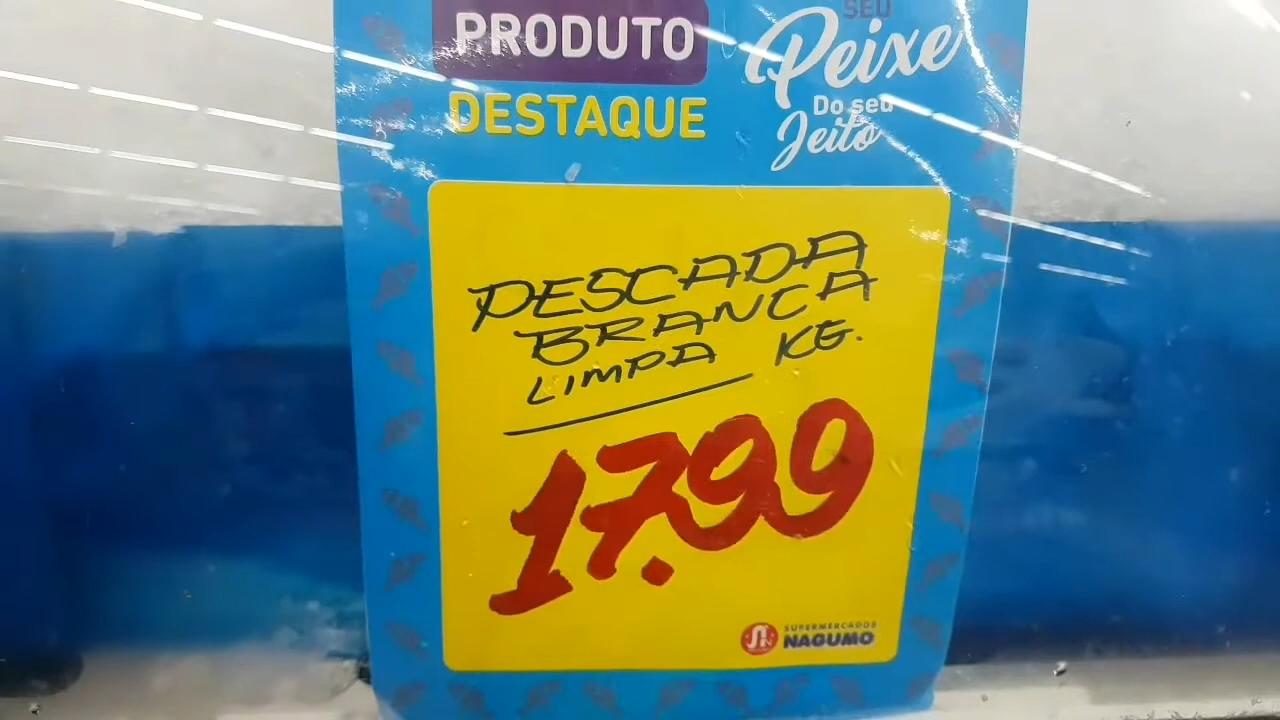 PRODUTO
DESTAQUE
SEU
Peixe
Do seu
Jeito
PESCADA
BRANCA
LIMPA KG.
17.99
SUPERMERCADOS
NAGUMO